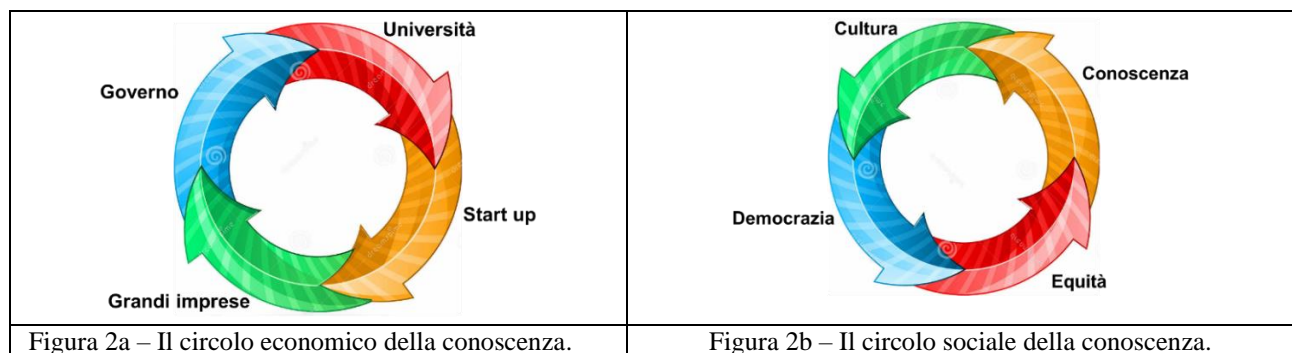 Università
Governo
Start up
Grandi imprese
Figura 2a – Il circolo economico della conoscenza.
Cultura
Conoscenza
Democrazia
Equità
Figura 2b – Il circolo sociale della conoscenza.